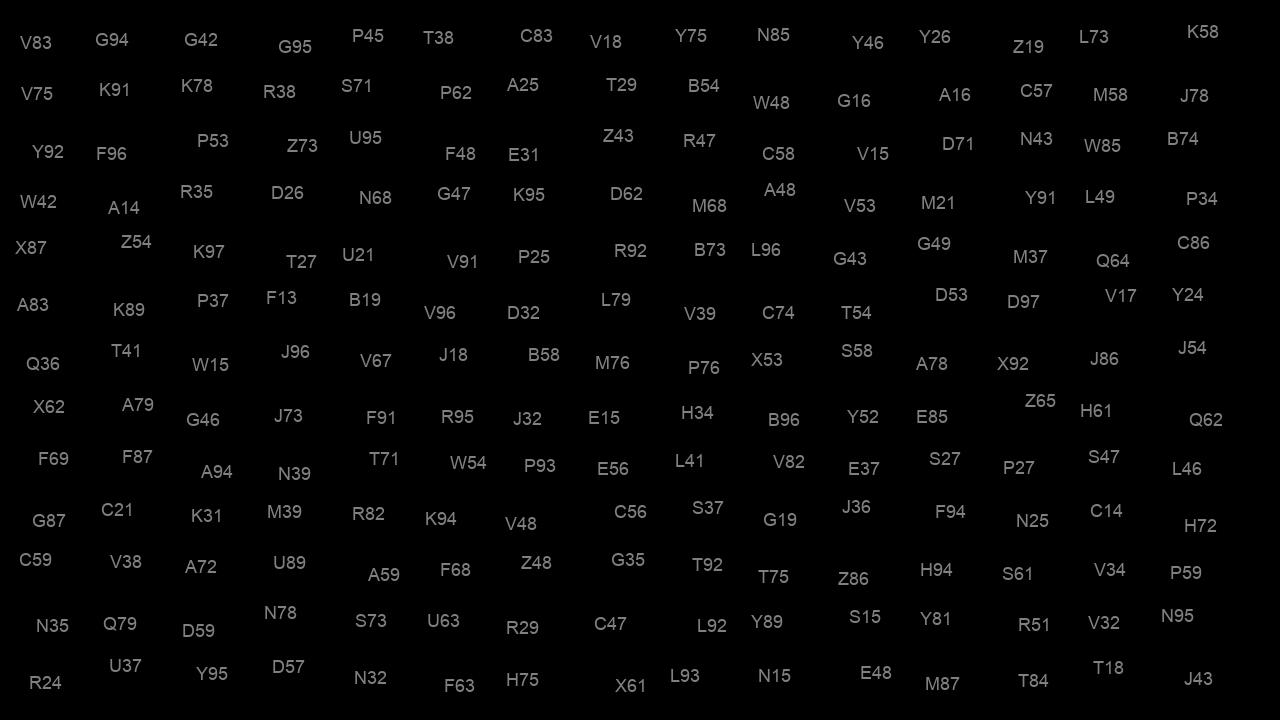 V83 G94 G42 G95 P45 T38 C83 V18 Y75 N85 Y46 Y26 Z19 L73 K58
V75 K91 K78 R38 S71 P62 A25 T29 B54 W48 G16 A16 C57 M58 J78
Y92 F96 P53 Z73 U95 F48 E31 Z43 R47 C58 V15 D71 N43 W85 B74
W42 A14 R35 D26 N68 G47 K95 D62 M68 A48 V53 M21 Y91 L49 P34
X87 Z54 K97 T27 U21 V91 P25 R92 B73 L96 G43 G49 M37 Q64 C86
A83 K89 P37 F13 B19 V96 D32 L79 V39 C74 T54 D53 D97 V17 Y24
Q36 T41 W15 J96 V67 J18 B58 M76 P76 X53 S58 A78 X92 J86 J54
X62 A79 G46 J73 F91 R95 J32 E15 H34 B96 Y52 E85 Z65 H61 Q62
F69 F87 A94 N39 T71 W54 P93 E56 L41 V82 E37 S27 P27 S47 L46
G87 C21 K31 M39 R82 K94 V48 C56 S37 G19 J36 F94 N25 C14 H72
C59 V38 A72 U89 A59 F68 Z48 G35 T92 T75 Z86 H94 S61 V34 P59
N35 Q79 D59 N78 S73 U63 R29 C47 L92 Y89 S15 Y81 R51 V32 N95
R24 U37 Y95 D57 N32 F63 H75 X61 L93 N15 E48 M87 T84 T18 J43